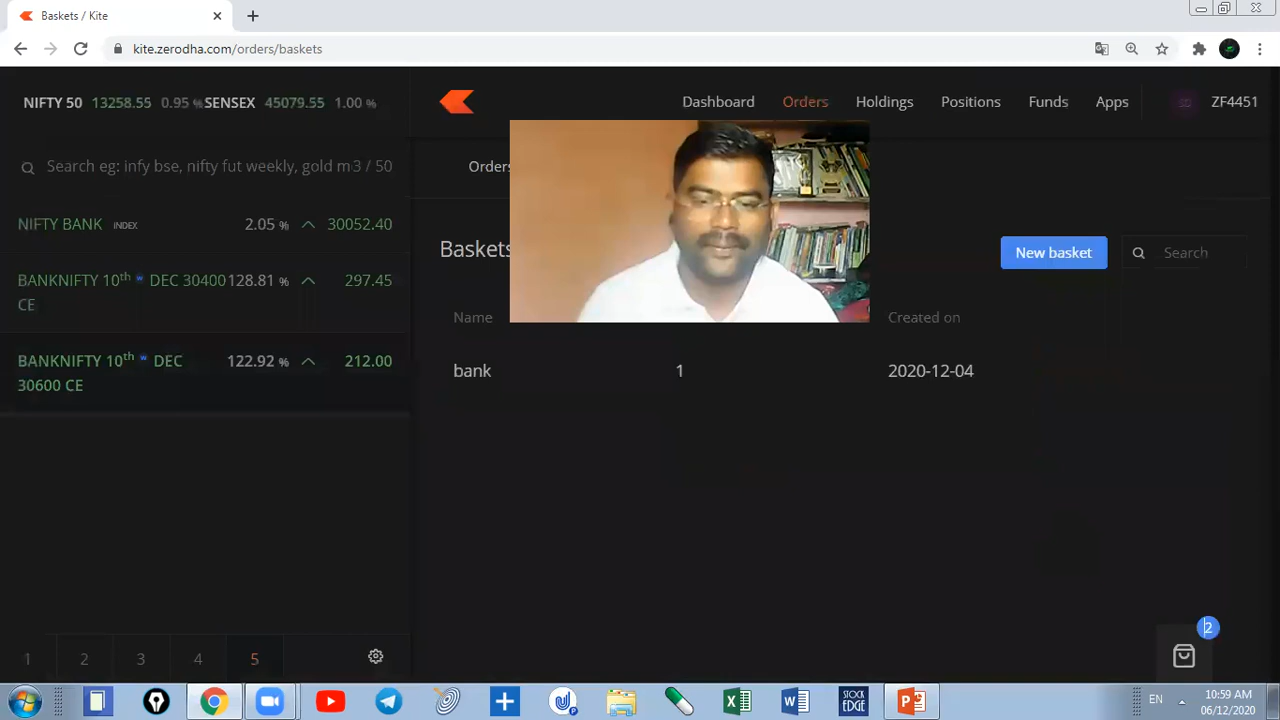 Baskets / Kite
kite.zerodha.com/orders/baskets
NIFTY 50 13258.55 0.95 % SENSEX 45079.55 1.00 %
Dashboard Orders Holdings Positions Funds Apps ZF4451
Search eg: infy bse, nifty fut weekly, gold m 3 / 50
Orders
NIFTY BANK INDEX 2.05 % 30052.40
Baskets
New basket
Search
BANKNIFTY 10th w DEC 30400 128.81 % 297.45
CE
Name Created on
BANKNIFTY 10th w DEC 122.92 % 212.00
30600 CE
bank 1 2020-12-04
2
1 2 3 4 5
STOCK
EDGE
EN
10:59 AM
06/12/2020